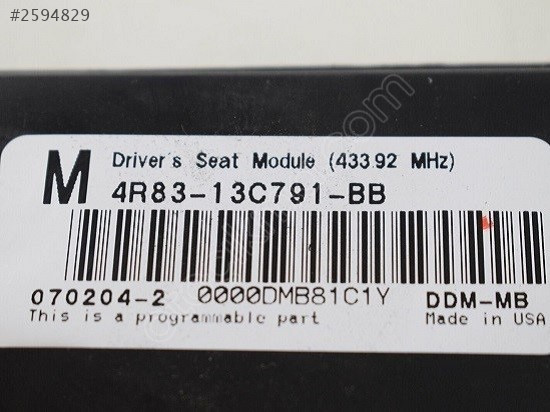 #2594829
M
Driver's Seat Module (433.92 MHz)
4R83-13C791-BB
070204-2 0000DMB81C1Y DDM-MB
This is a programmable part Made in USA